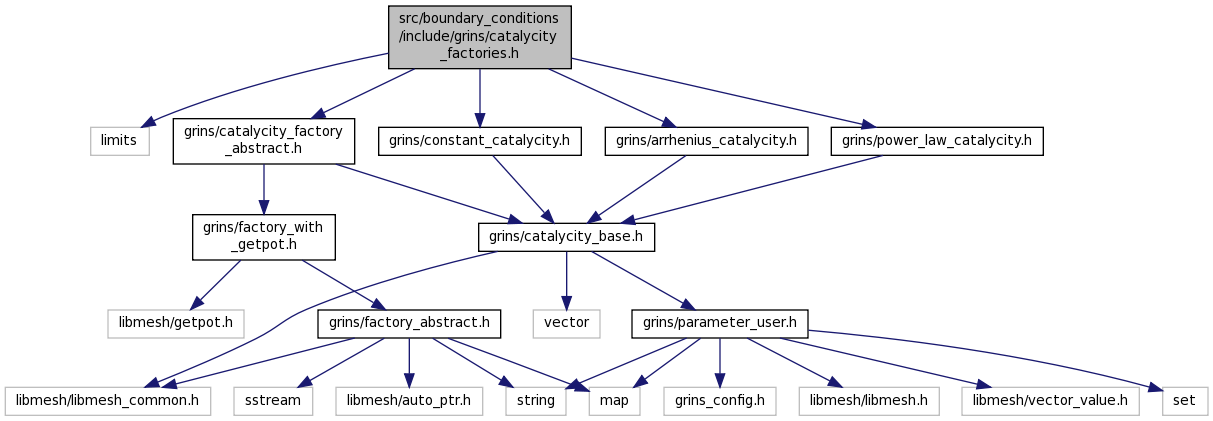 src/boundary_conditions
/include/grins/catalycity
_factories.h
limits
grins/catalycity_factory
_abstract.h
grins/constant_catalycity.h
grins/arrhenius_catalycity.h
grins/power_law_catalycity.h
grins/factory_with
_getpot.h
grins/catalycity_base.h
libmesh/getpot.h
grins/factory_abstract.h
vector
grins/parameter_user.h
libmesh/libmesh_common.h
sstream
libmesh/auto_ptr.h
string
map
grins_config.h
libmesh/libmesh.h
libmesh/vector_value.h
set